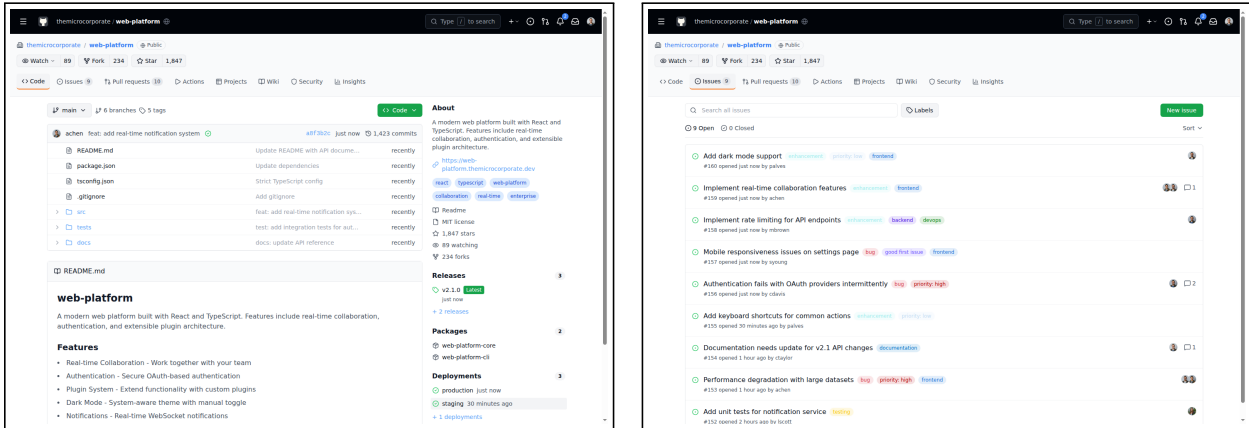 themicrocorporate / web-platform
Type / to search
themicrocorporate / web-platform Public
Watch 89 Fork 234 Star 1,847
Code Issues 9 Pull requests 10 Actions Projects Wiki Security Insights
main 6 branches 5 tags Code
achen feat: add real-time notification system a8f3b2c just now 1,423 commits
README.md Update README with API docume... recently
package.json Update dependencies recently
tsconfig.json Strict TypeScript config recently
.gitignore Add gitignore recently
src feat: add real-time notification sys... recently
tests test: add integration tests for aut... recently
docs docs: update API reference recently
README.md
web-platform
A modern web platform built with React and TypeScript. Features include real-time collaboration,
authentication, and extensible plugin architecture.
Features
• Real-time Collaboration - Work together with your team
• Authentication - Secure OAuth-based authentication
• Plugin System - Extend functionality with custom plugins
• Dark Mode - System-aware theme with manual toggle
• Notifications - Real-time WebSocket notifications
About
A modern web platform built with React and
TypeScript. Features include real-time
collaboration, authentication, and extensible
plugin architecture.
https://web-
platform.themicrocorporate.dev
react typescript web-platform
collaboration real-time enterprise
Readme
MIT license
1,847 stars
89 watching
234 forks
Releases 3
v2.1.0 Latest
just now
+ 2 releases
Packages 2
web-platform-core
web-platform-cli
Deployments 3
production just now
staging 30 minutes ago
+ 1 deployments
themicrocorporate / web-platform
Type / to search
themicrocorporate / web-platform Public
Watch 89 Fork 234 Star 1,847
Code Issues 9 Pull requests 10 Actions Projects Wiki Security Insights
Search all issues Labels New issue
9 Open 0 Closed Sort
Add dark mode support enhancement priority: low frontend
#160 opened just now by palves
Implement real-time collaboration features enhancement frontend 1
#159 opened just now by achen
Implement rate limiting for API endpoints enhancement backend devops
#158 opened just now by mbrown
Mobile responsiveness issues on settings page bug good first issue frontend
#157 opened just now by syoung
Authentication fails with OAuth providers intermittently bug priority: high 2
#156 opened just now by cdavis
Add keyboard shortcuts for common actions enhancement priority: low
#155 opened 30 minutes ago by palves
Documentation needs update for v2.1 API changes documentation 1
#154 opened 1 hour ago by ctaylor
Performance degradation with large datasets bug priority: high frontend
#153 opened 1 hour ago by achen
Add unit tests for notification service testing
#152 opened 2 hours ago by lscott